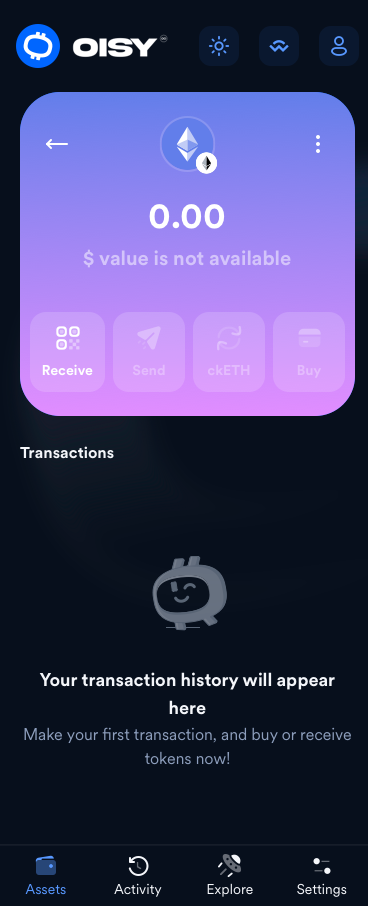 OISY
0.00
$ value is not available
Receive
Send
ckETH
Buy
Transactions
Your transaction history will appear
here
Make your first transaction, and buy or receive
tokens now!
Assets
Activity
Explore
Settings